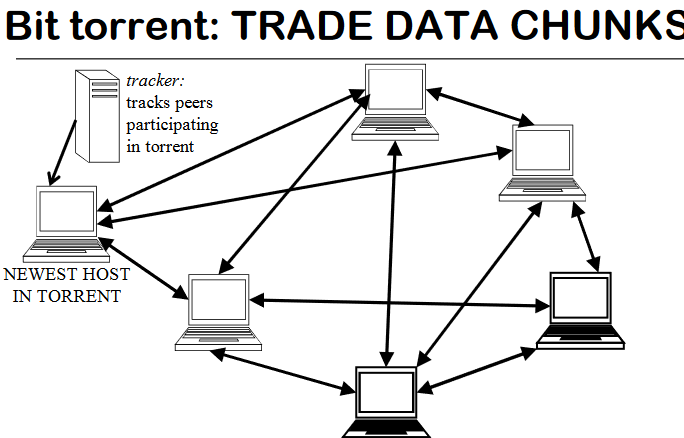 Bit torrent: TRADE DATA CHUNKS
tracker:
tracks peers
participating
in torrent
NEWEST HOST
IN TORRENT